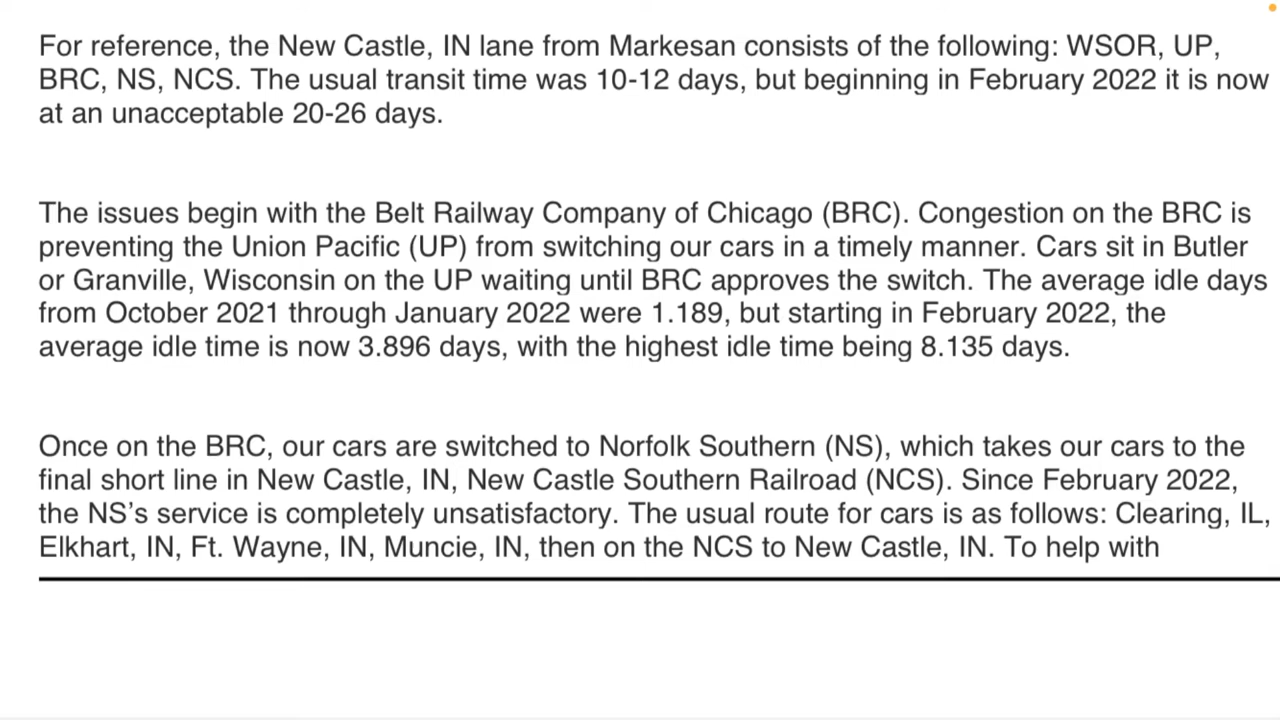 For reference, the New Castle, IN lane from Markesan consists of the following: WSOR, UP,
BRC, NS, NCS. The usual transit time was 10-12 days, but beginning in February 2022 it is now
at an unacceptable 20-26 days.
The issues begin with the Belt Railway Company of Chicago (BRC). Congestion on the BRC is
preventing the Union Pacific (UP) from switching our cars in a timely manner. Cars sit in Butler
or Granville, Wisconsin on the UP waiting until BRC approves the switch. The average idle days
from October 2021 through January 2022 were 1.189, but starting in February 2022, the
average idle time is now 3.896 days, with the highest idle time being 8.135 days.
Once on the BRC, our cars are switched to Norfolk Southern (NS), which takes our cars to the
final short line in New Castle, IN, New Castle Southern Railroad (NCS). Since February 2022,
the NS’s service is completely unsatisfactory. The usual route for cars is as follows: Clearing, IL,
Elkhart, IN, Ft. Wayne, IN, Muncie, IN, then on the NCS to New Castle, IN. To help with